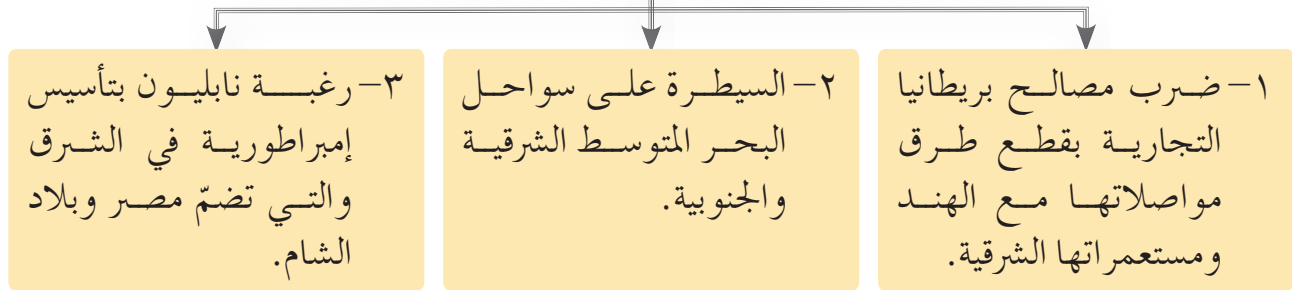 ١- ضرب مصالح بريطانيا
التجارية بقطع طرق
مواصلاتها مع الهند
ومستعمراتها الشرقية.
٢- السيطرة على سواحل
البحر المتوسط الشرقية
والجنوبية.
٣- رغبة نابليون بتأسيس
إمبراطورية في الشرق
والتي تضمّ مصر وبلاد
الشام.